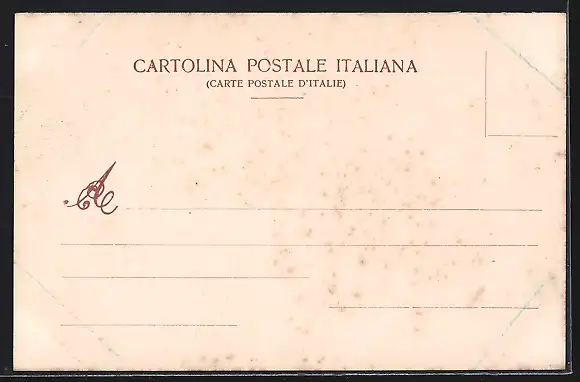 CARTOLINA POSTALE ITALIANA
(CARTE POSTALE D'ITALIE)
A